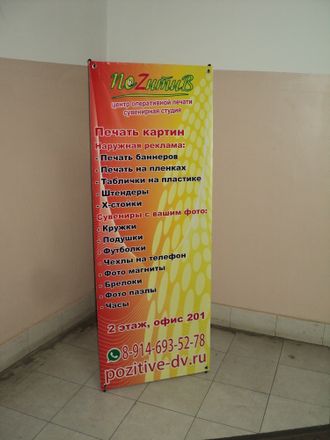 ПоZитиВ
центр оперативной печати
сувенирная студия
Печать картин
Наружная реклама:
- Печать баннеров
- Печать на пленках
- Таблички на пластике
- Штендеры
- Х-стойки
Сувениры с вашим фото:
- Кружки
- Подушки
- Футболки
- Чехлы на телефон
- Фото магниты
- Брелоки
- Фото пазлы
- Часы
2 этаж, офис 201
8-914-693-52-78
pozitive-dv.ru